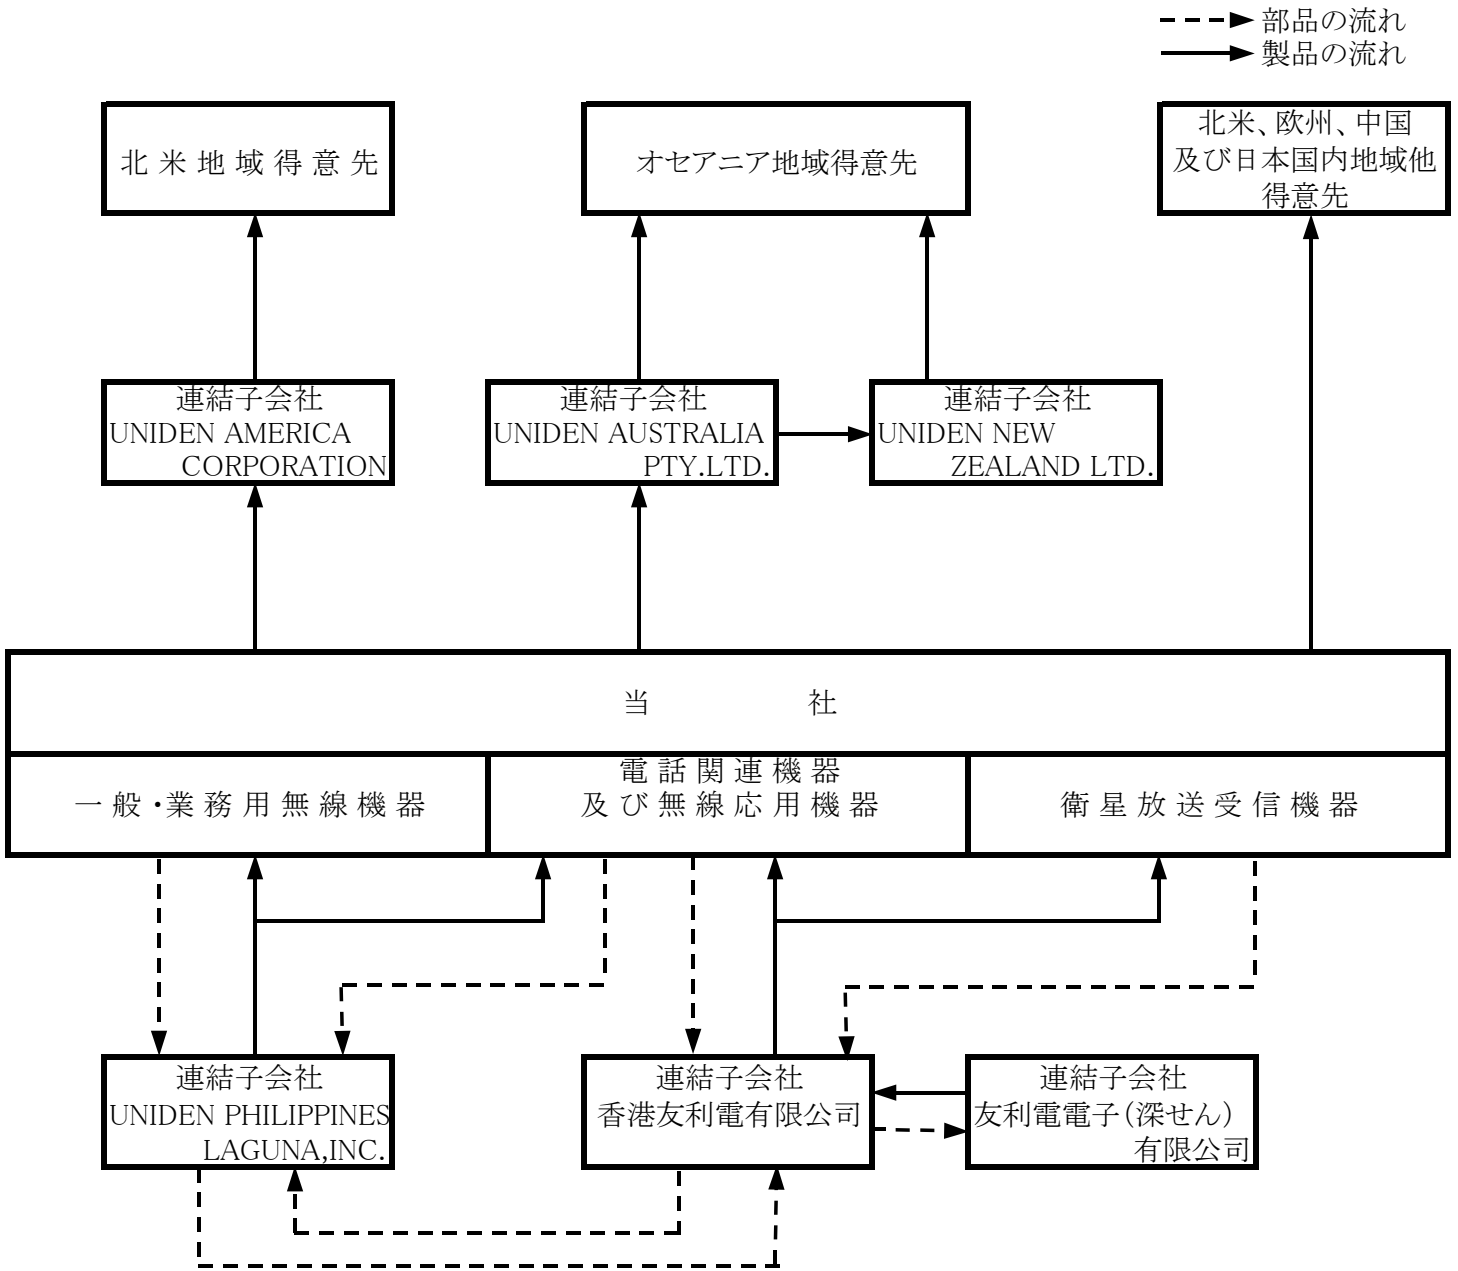 部品の流れ
製品の流れ
北米地域得意先
オセアニア地域得意先
北米、欧州、中国
及び日本国内地域他
得意先
連結子会社
UNIDEN AMERICA
CORPORATION
連結子会社
UNIDEN AUSTRALIA
PTY.LTD.
連結子会社
UNIDEN NEW
ZEALAND LTD.
当社
一般・業務用無線機器
電話関連機器
及び無線応用機器
衛星放送受信機器
連結子会社
UNIDEN PHILIPPINES
LAGUNA,INC.
連結子会社
香港友利電有限公司
連結子会社
友利電電子(深せん)
有限公司